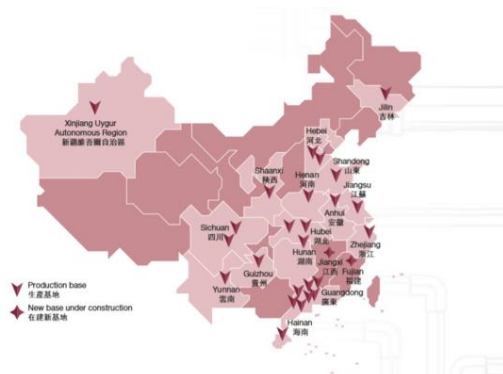 Xinjiang Uygur
Autonomous Region
新疆維吾爾自治區
Jilin
吉林
Hebei
河北
Shaanxi
陝西
Henan
河南
Shandong
山東
Jiangsu
江蘇
Anhui
安徽
Sichuan
四川
Hubei
湖北
Hunan
湖南
Zhejiang
浙江
Jiangxi
江西
Fujian
福建
Guizhou
貴州
Yunnan
雲南
Guangdong
廣東
Hainan
海南
Production base
生產基地
New base under construction
在建新基地